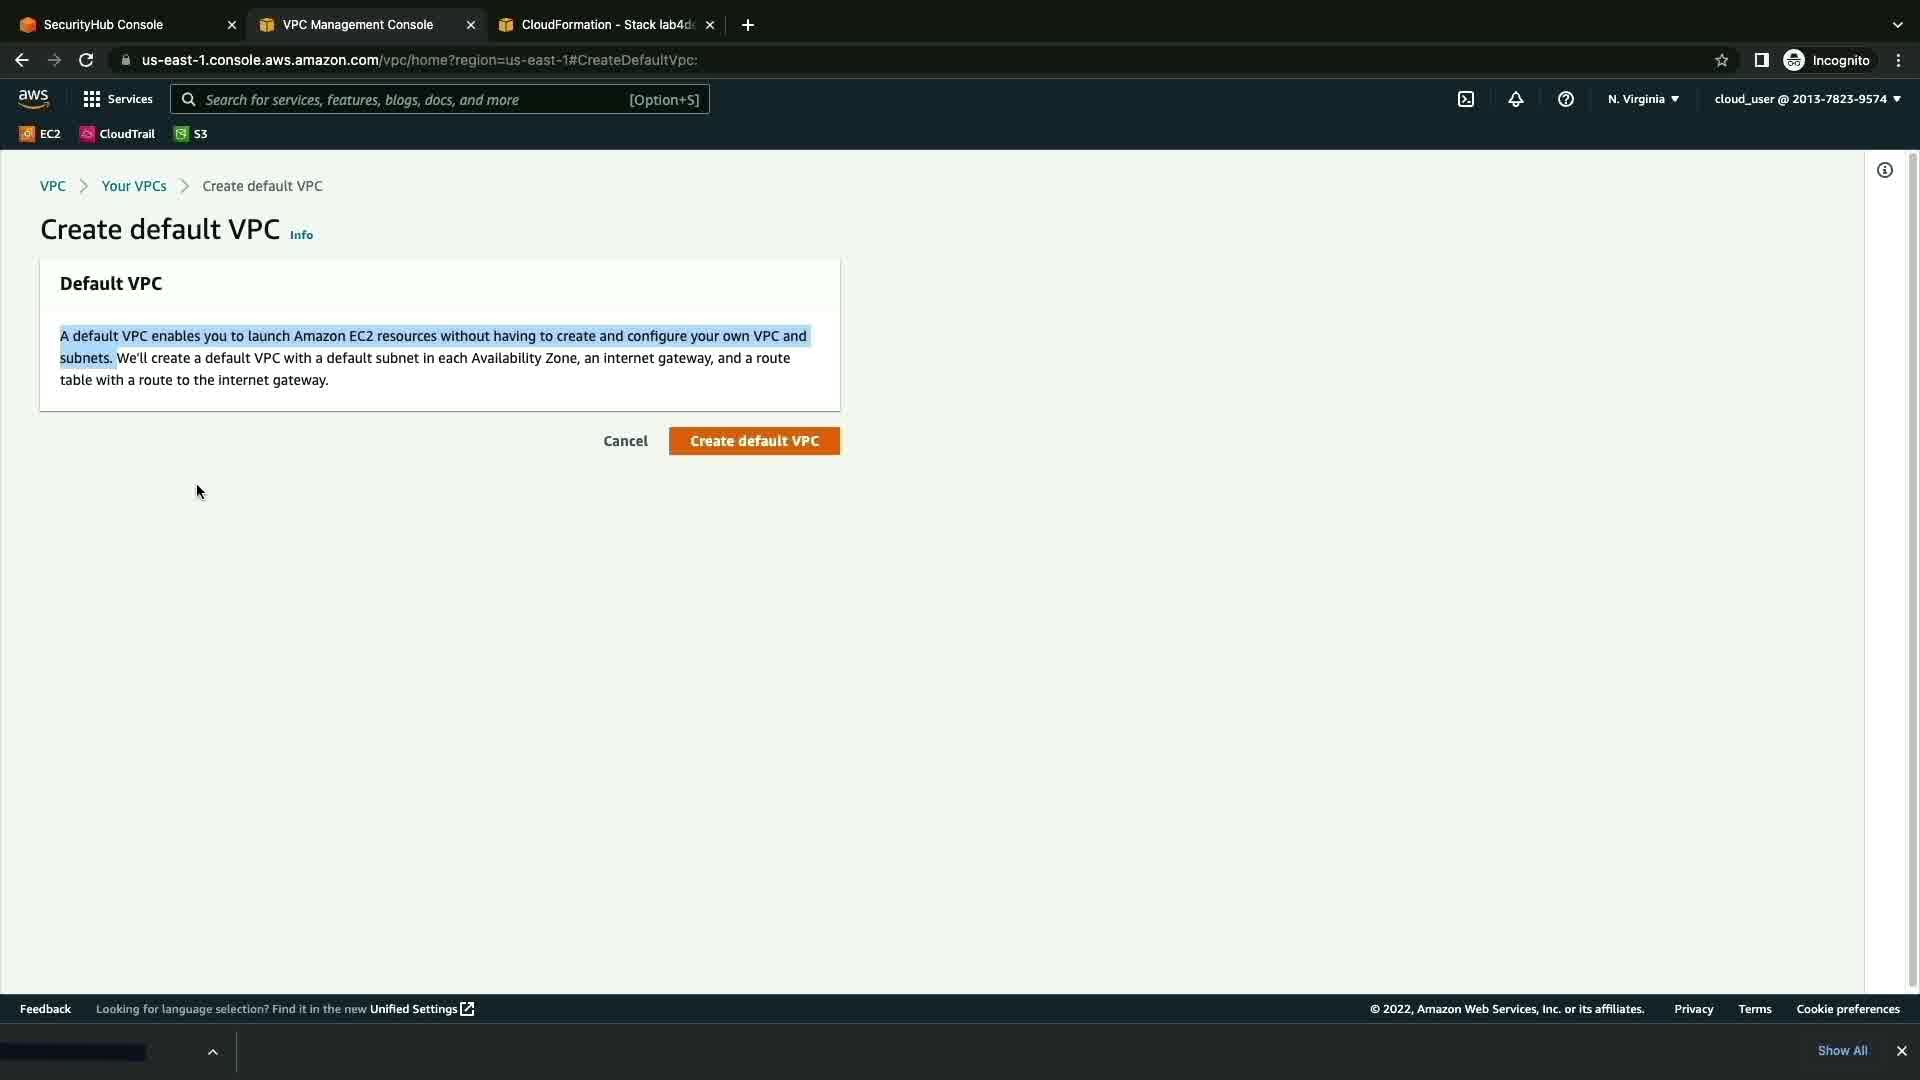 SecurityHub Console
VPC Management Console
CloudFormation - Stack lab4de
us-east-1.console.aws.amazon.com/vpc/home?region=us-east-1#CreateDefaultVpc:
Incognito
aws
Services
Search for services, features, blogs, docs, and more
[Option+S]
N. Virginia
cloud_user @ 2013-7823-9574
EC2
CloudTrail
S3
VPC
Your VPCs
Create default VPC
Create default VPC
Info
Default VPC
A default VPC enables you to launch Amazon EC2 resources without having to create and configure your own VPC and
subnets. We'll create a default VPC with a default subnet in each Availability Zone, an internet gateway, and a route
table with a route to the internet gateway.
Cancel
Create default VPC
Feedback
Looking for language selection? Find it in the new Unified Settings
© 2022, Amazon Web Services, Inc. or its affiliates.
Privacy
Terms
Cookie preferences
Show All